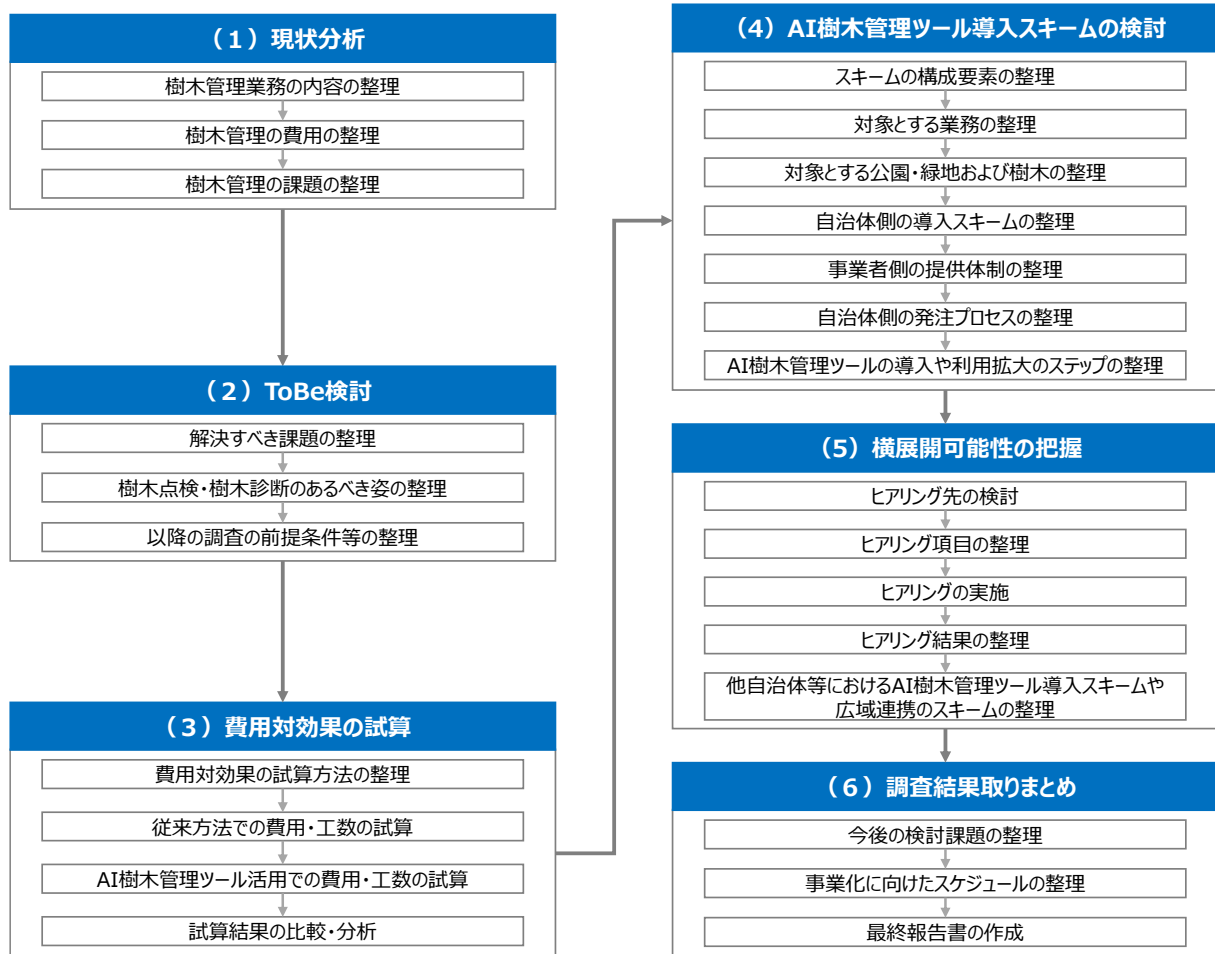 （１）現状分析
樹木管理業務の内容の整理
樹木管理の費用の整理
樹木管理の課題の整理
（２）ToBe検討
解決すべき課題の整理
樹木点検・樹木診断のあるべき姿の整理
以降の調査の前提条件等の整理
（３）費用対効果の試算
費用対効果の試算方法の整理
従来方法での費用・工数の試算
AI樹木管理ツール活用での費用・工数の試算
試算結果の比較・分析
（4）AI樹木管理ツール導入スキームの検討
スキームの構成要素の整理
対象とする業務の整理
対象とする公園・緑地および樹木の整理
自治体側の導入スキームの整理
事業者側の提供体制の整理
自治体側の発注プロセスの整理
AI樹木管理ツールの導入や利用拡大のステップの整理
（5）横展開可能性の把握
ヒアリング先の検討
ヒアリング項目の整理
ヒアリングの実施
ヒアリング結果の整理
他自治体等におけるAI樹木管理ツール導入スキームや
広域連携のスキームの整理
（６）調査結果取りまとめ
今後の検討課題の整理
事業化に向けたスケジュールの整理
最終報告書の作成